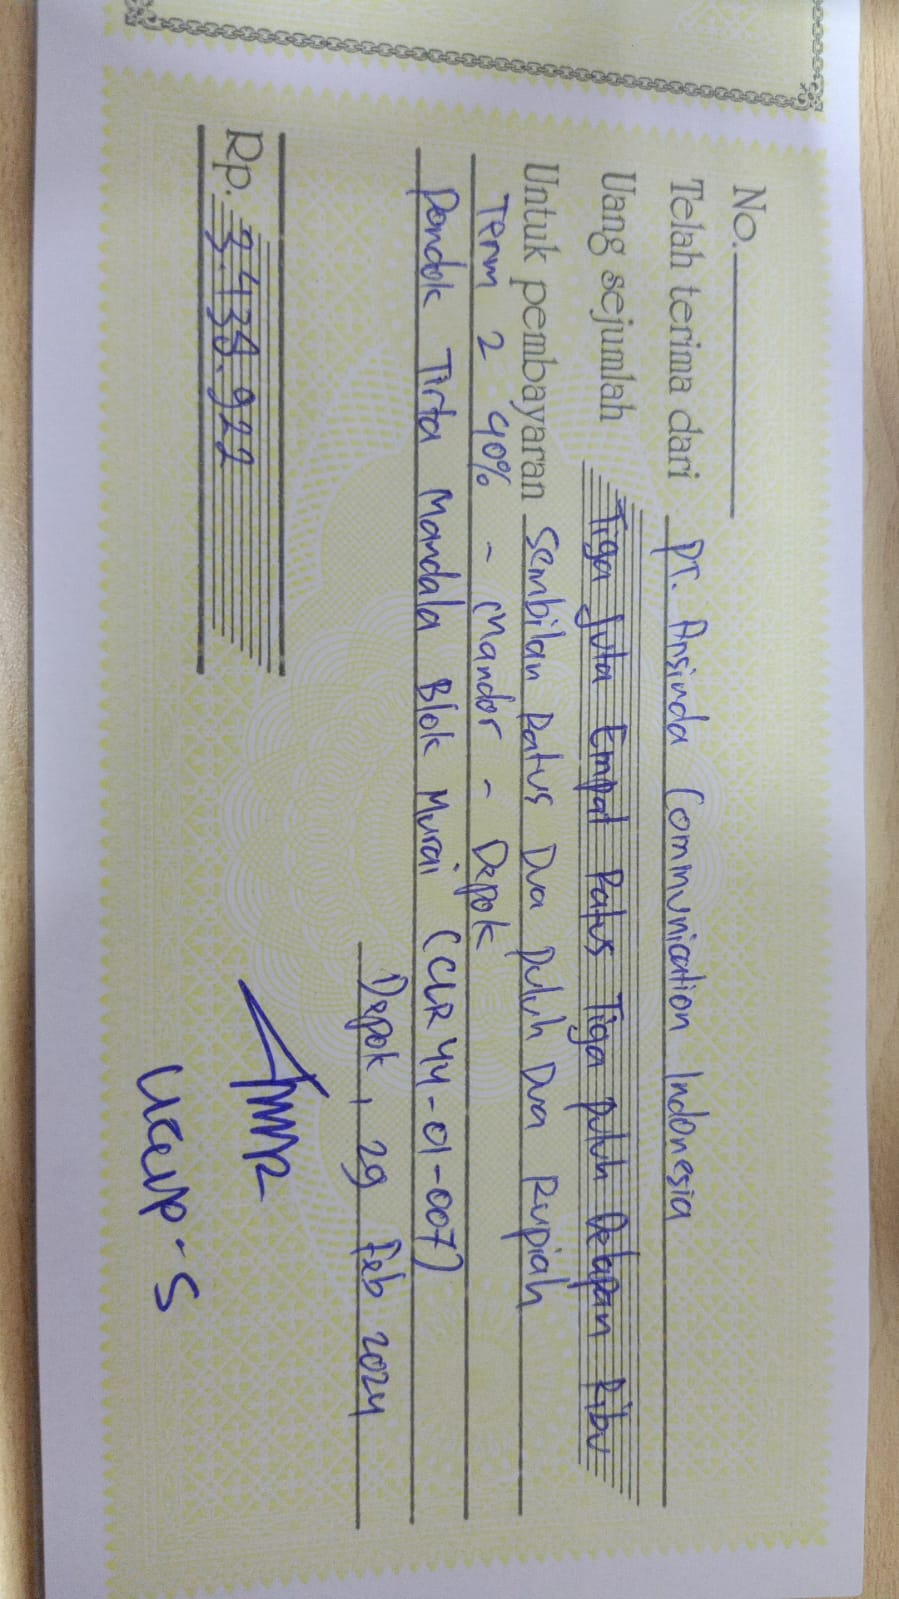 No.
Telah terima dari PT. Ansinda Communication Indonesia
Uang sejumlah Tiga Juta Empat Ratus Tiga puluh Delapan Ribu
Untuk pembayaran Sembilan Ratus Dua puluh Dua Rupiah
Term 2 40% - Mandor - Depok
Pondok Tirta Mandala Blok Murai (CLR 44-01-007)
Depok, 29 Feb 2024
Rp. 3.438.922
Ucup-S